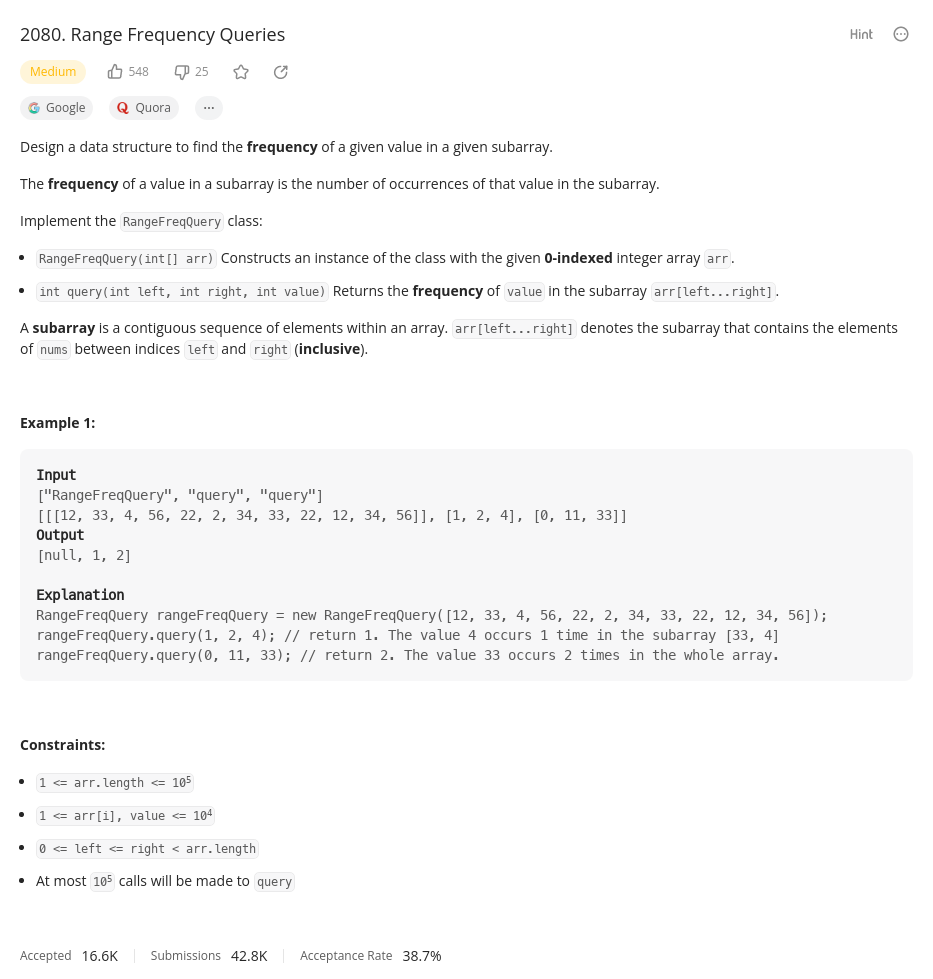 2080. Range Frequency Queries
Hint
Medium 548 25
Google Quora ...
Design a data structure to find the frequency of a given value in a given subarray.
The frequency of a value in a subarray is the number of occurrences of that value in the subarray.
Implement the RangeFreqQuery class:
• RangeFreqQuery(int[] arr) Constructs an instance of the class with the given 0-indexed integer array arr.
• int query(int left, int right, int value) Returns the frequency of value in the subarray arr[left...right].
A subarray is a contiguous sequence of elements within an array. arr[left...right] denotes the subarray that contains the elements
of nums between indices left and right (inclusive).
Example 1:
Input
["RangeFreqQuery", "query", "query"]
[[[12, 33, 4, 56, 22, 2, 34, 33, 22, 12, 34, 56]], [1, 2, 4], [0, 11, 33]]
Output
[null, 1, 2]
Explanation
RangeFreqQuery rangeFreqQuery = new RangeFreqQuery([12, 33, 4, 56, 22, 2, 34, 33, 22, 12, 34, 56]);
rangeFreqQuery.query(1, 2, 4); // return 1. The value 4 occurs 1 time in the subarray [33, 4]
rangeFreqQuery.query(0, 11, 33); // return 2. The value 33 occurs 2 times in the whole array.
Constraints:
• 1 <= arr.length <= 10⁵
• 1 <= arr[i], value <= 10⁴
• 0 <= left <= right < arr.length
• At most 10⁵ calls will be made to query
Accepted 16.6K Submissions 42.8K Acceptance Rate 38.7%